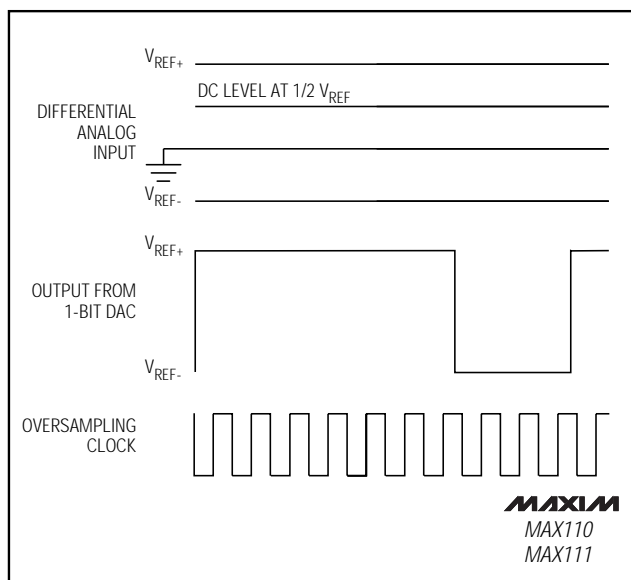 VREF+
DC LEVEL AT 1/2 VREF
DIFFERENTIAL
ANALOG
INPUT
VREF-
VREF+
OUTPUT FROM
1-BIT DAC
VREF-
OVERSAMPLING
CLOCK
MAXIM
MAX110
MAX111